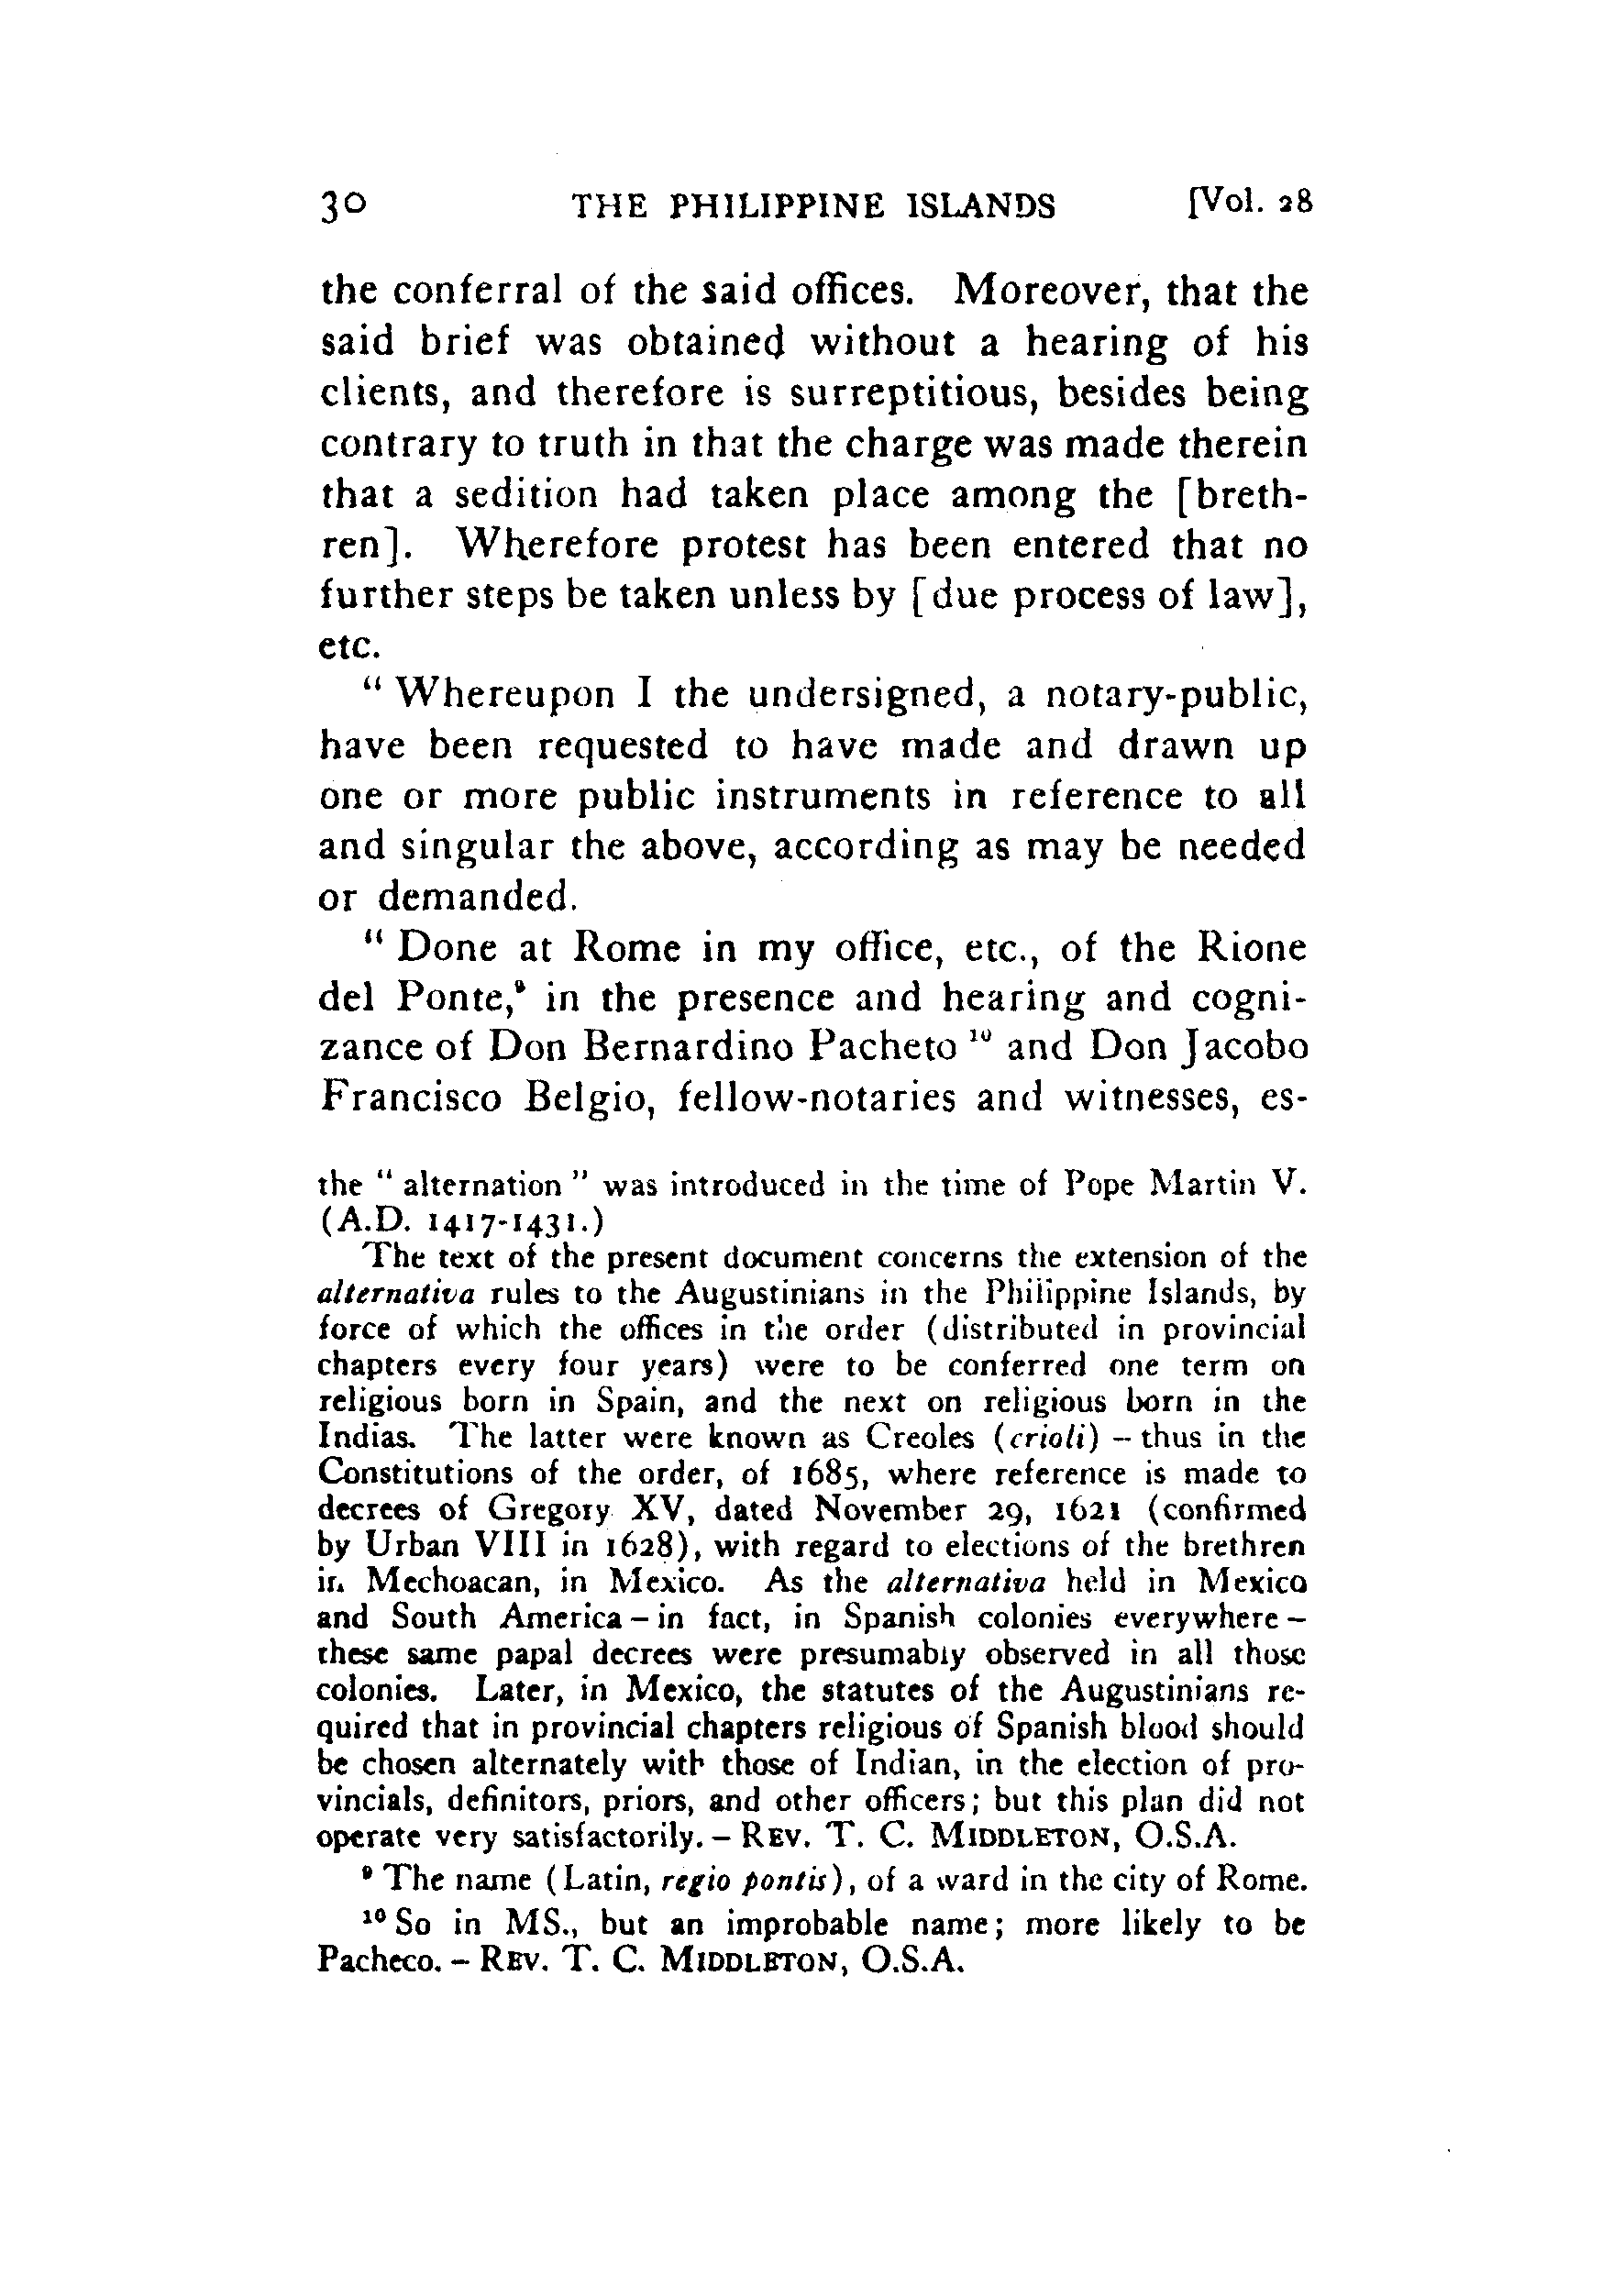 30 THE PHILIPPINE ISLANDS [Vol. 28
the conferral of the said offices. Moreover, that the
said brief was obtained without a hearing of his
clients, and therefore is surreptitious, besides being
contrary to truth in that the charge was made therein
that a sedition had taken place among the [breth-
ren]. Wherefore protest has been entered that no
further steps be taken unless by [due process of law],
etc.
“ Whereupon I the undersigned, a notary-public,
have been requested to have made and drawn up
one or more public instruments in reference to all
and singular the above, according as may be needed
or demanded.
“ Done at Rome in my office, etc., of the Rione
del Ponte,⁹ in the presence and hearing and cogni-
zance of Don Bernardino Pacheto ¹⁰ and Don Jacobo
Francisco Belgio, fellow-notaries and witnesses, es-
the “ alternation ” was introduced in the time of Pope Martin V.
(A.D. 1417-1431.)
The text of the present document concerns the extension of the
alternativa rules to the Augustinians in the Philippine Islands, by
force of which the offices in the order (distributed in provincial
chapters every four years) were to be conferred one term on
religious born in Spain, and the next on religious born in the
Indias. The latter were known as Creoles (crioli) – thus in the
Constitutions of the order, of 1685, where reference is made to
decrees of Gregory XV, dated November 29, 1621 (confirmed
by Urban VIII in 1628), with regard to elections of the brethren
in Mechoacan, in Mexico. As the alternativa held in Mexico
and South America – in fact, in Spanish colonies everywhere –
these same papal decrees were presumably observed in all those
colonies. Later, in Mexico, the statutes of the Augustinians re-
quired that in provincial chapters religious of Spanish blood should
be chosen alternately with those of Indian, in the election of pro-
vincials, definitors, priors, and other officers; but this plan did not
operate very satisfactorily. – REV. T. C. MIDDLETON, O.S.A.
⁹ The name (Latin, regio pontis), of a ward in the city of Rome.
¹⁰ So in MS., but an improbable name; more likely to be
Pacheco. – REV. T. C. MIDDLETON, O.S.A.